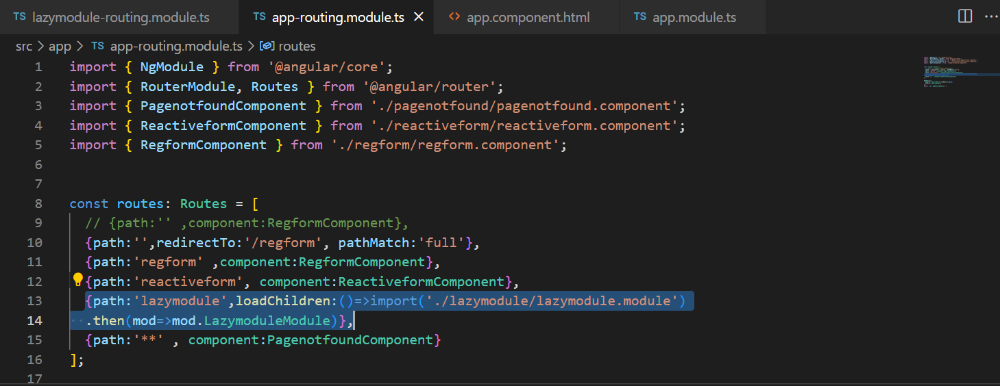 TS lazymodule-routing.module.ts TS app-routing.module.ts × <> app.component.html TS app.module.ts ...
src > app > TS app-routing.module.ts > routes
1 import { NgModule } from '@angular/core';
2 import { RouterModule, Routes } from '@angular/router';
3 import { PagenotfoundComponent } from './pagenotfound/pagenotfound.component';
4 import { ReactiveformComponent } from './reactiveform/reactiveform.component';
5 import { RegformComponent } from './regform/regform.component';
6
7
8 const routes: Routes = [
9 // {path:'' ,component:RegformComponent},
10 {path:'',redirectTo:'/regform', pathMatch:'full'},
11 {path:'regform' ,component:RegformComponent},
12 {path:'reactiveform', component:ReactiveformComponent},
13 {path:'lazymodule',loadChildren:()=>import('./lazymodule/lazymodule.module')
14 .then(mod=>mod.LazymoduleModule)},
15 {path:'**' , component:PagenotfoundComponent}
16 ];
17